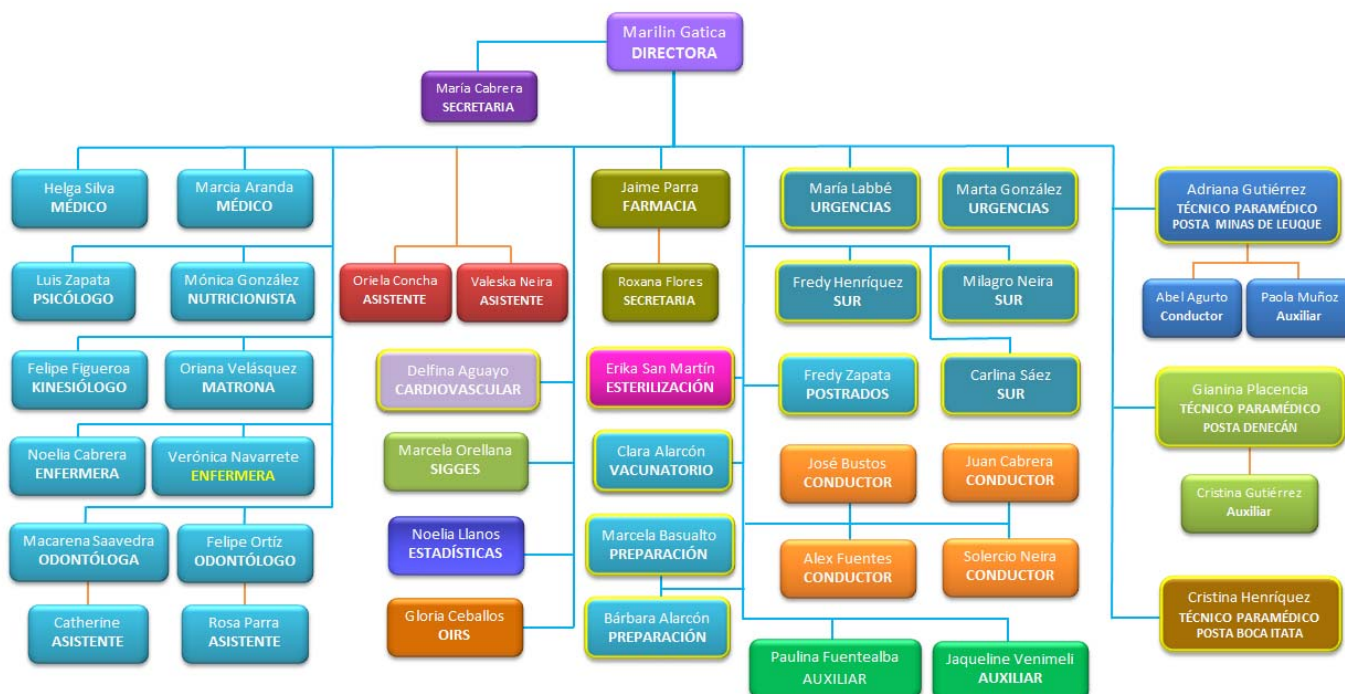 Marilin Gatica
DIRECTORA
María Cabrera
SECRETARIA
Helga Silva
MÉDICO
Marcia Aranda
MÉDICO
Jaime Parra
FARMACIA
María Labbé
URGENCIAS
Marta González
URGENCIAS
Adriana Gutiérrez
TÉCNICO PARAMÉDICO
POSTA MINAS DE LEUQUE
Luis Zapata
PSICÓLOGO
Mónica González
NUTRICIONISTA
Oriela Concha
ASISTENTE
Valeska Neira
ASISTENTE
Roxana Flores
SECRETARIA
Fredy Henríquez
SUR
Milagro Neira
SUR
Abel Agurto
Conductor
Paola Muñoz
Auxiliar
Felipe Figueroa
KINESIÓLOGO
Oriana Velásquez
MATRONA
Delfina Aguayo
CARDIOVASCULAR
Erika San Martín
ESTERILIZACIÓN
Fredy Zapata
POSTRADOS
Carlina Sáez
SUR
Gianina Placencia
TÉCNICO PARAMÉDICO
POSTA DENECÁN
Noelia Cabrera
ENFERMERA
Verónica Navarrete
ENFERMERA
Marcela Orellana
SIGGES
Clara Alarcón
VACUNATORIO
José Bustos
CONDUCTOR
Juan Cabrera
CONDUCTOR
Cristina Gutiérrez
Auxiliar
Macarena Saavedra
ODONTÓLOGA
Felipe Ortíz
ODONTÓLOGO
Noelia Llanos
ESTADÍSTICAS
Marcela Basualto
PREPARACIÓN
Alex Fuentes
CONDUCTOR
Solercio Neira
CONDUCTOR
Catherine
ASISTENTE
Rosa Parra
ASISTENTE
Gloria Ceballos
OIRS
Bárbara Alarcón
PREPARACIÓN
Cristina Henríquez
TÉCNICO PARAMÉDICO
POSTA BOCA ITATA
Paulina Fuentealba
AUXILIAR
Jaqueline Venimeli
AUXILIAR